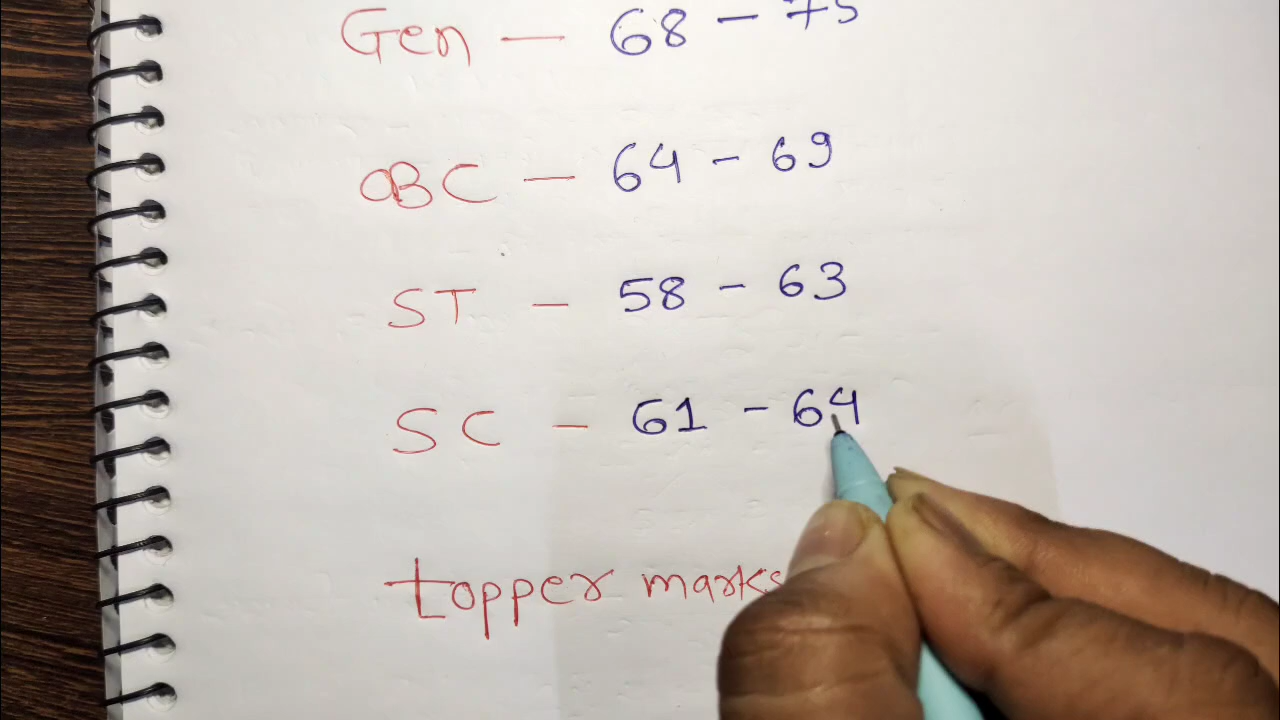 Gen — 68 - 75
OBC — 64 - 69
ST - 58 - 63
SC - 61 - 64
topper marks